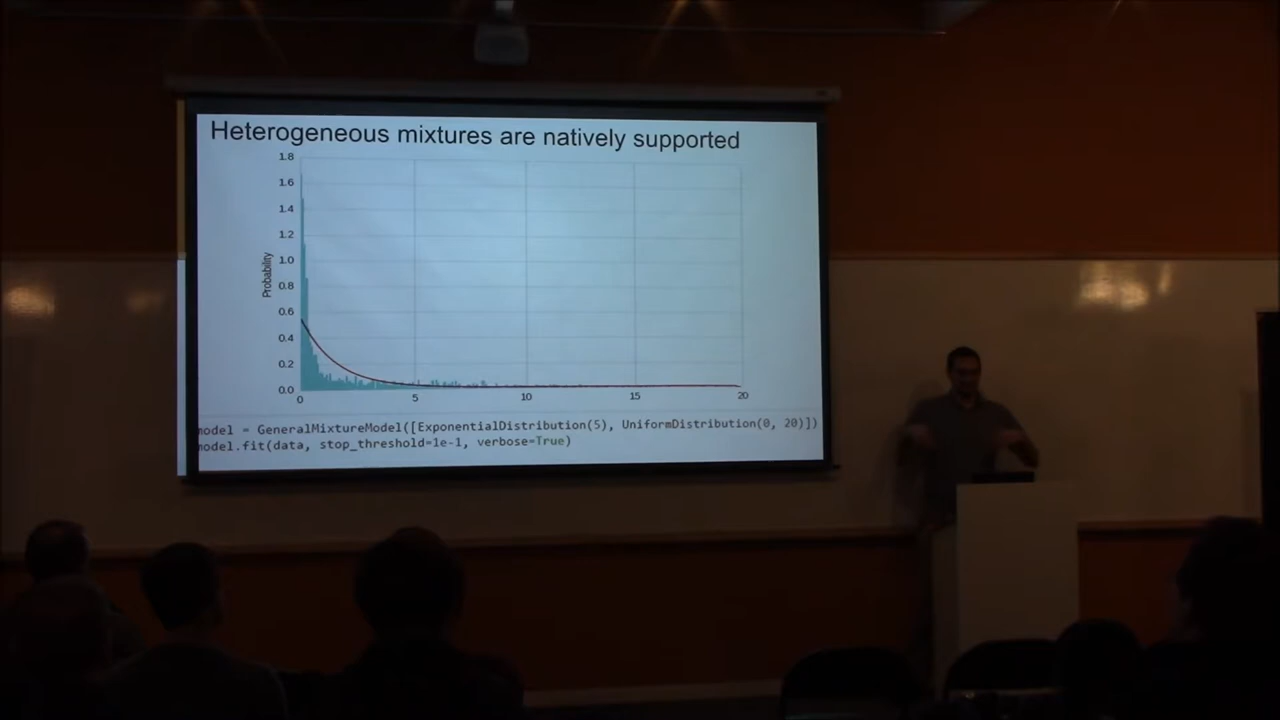 Heterogeneous mixtures are natively supported
1.8
1.6
1.4
1.2
1.0
0.8
0.6
0.4
0.2
0.0
Probability
0 5 10 15 20
model = GeneralMixtureModel([ExponentialDistribution(5), UniformDistribution(0, 20)])
model.fit(data, stop_threshold=1e-1, verbose=True)